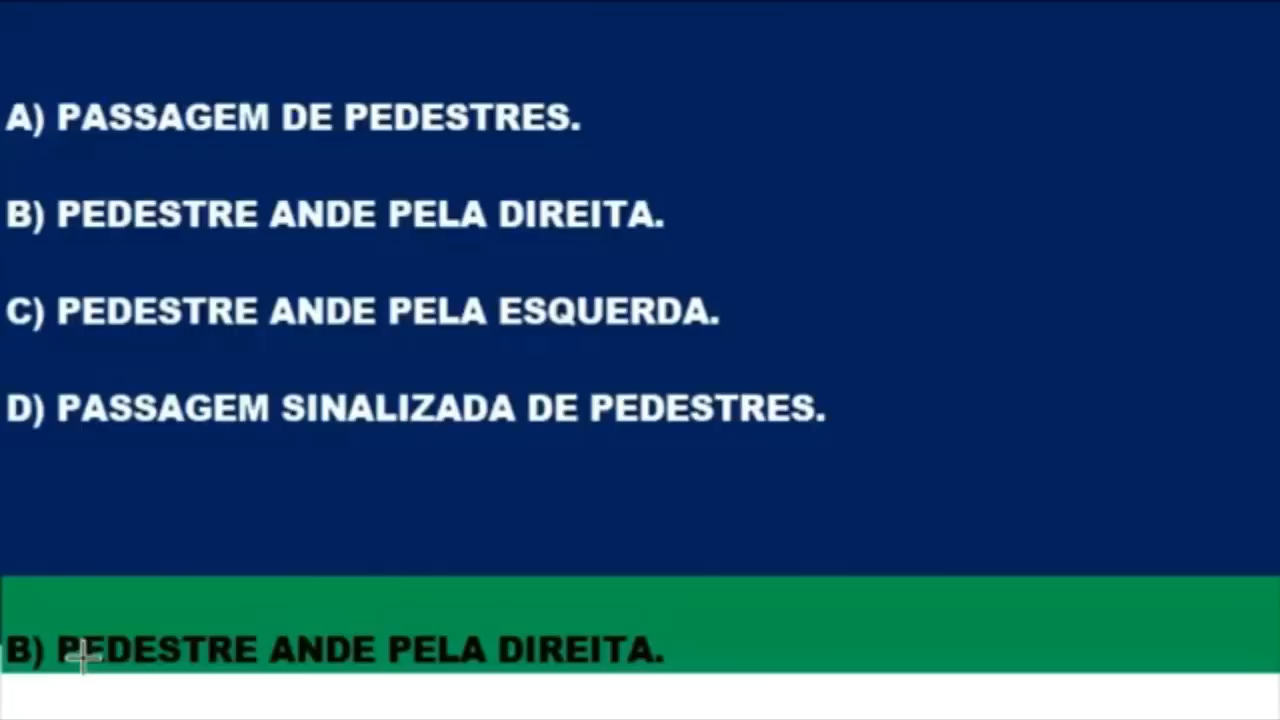 A) PASSAGEM DE PEDESTRES.
B) PEDESTRE ANDE PELA DIREITA.
C) PEDESTRE ANDE PELA ESQUERDA.
D) PASSAGEM SINALIZADA DE PEDESTRES.
B) PEDESTRE ANDE PELA DIREITA.